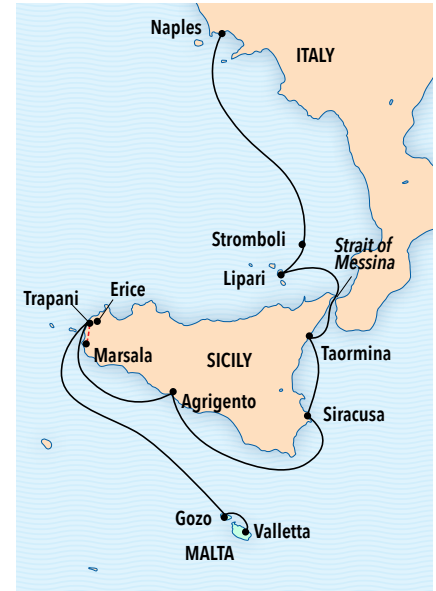 Naples
ITALY
Stromboli
Strait of
Messina
Lipari
Erice
Trapani
Marsala
SICILY
Taormina
Agrigento
Siracusa
Gozo
Valletta
MALTA